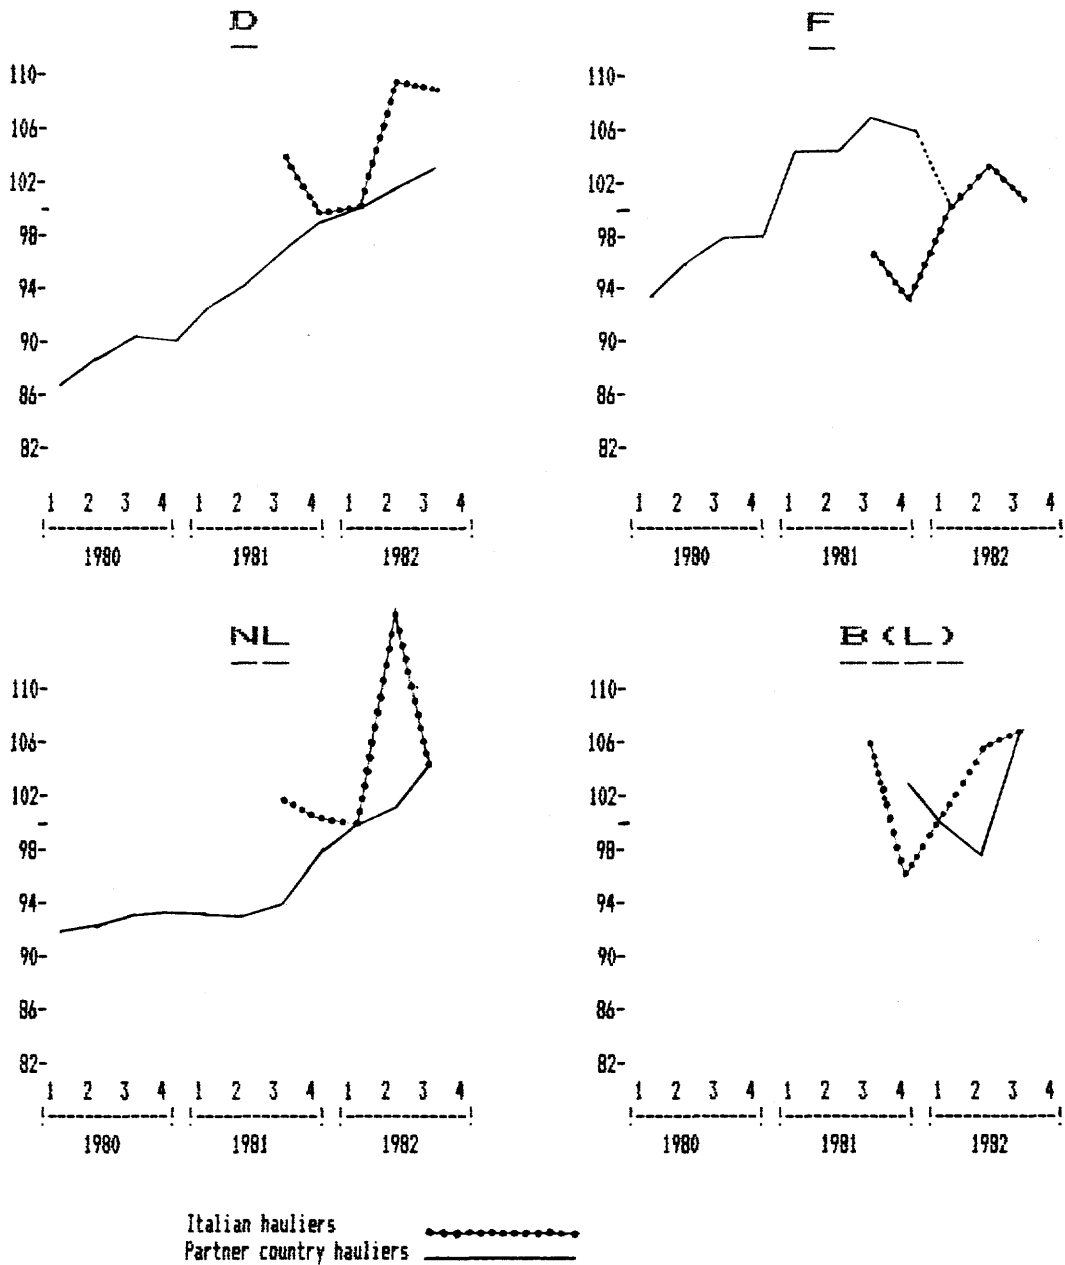 D
110-
106-
102-
-
98-
94-
90-
86-
82-
1 2 3 4 1 2 3 4 1 2 3 4
1980 1981 1982
F
110-
106-
102-
-
98-
94-
90-
86-
82-
1 2 3 4 1 2 3 4 1 2 3 4
1980 1981 1982
NL
110-
106-
102-
-
98-
94-
90-
86-
82-
1 2 3 4 1 2 3 4 1 2 3 4
1980 1981 1982
B(L)
110-
106-
102-
-
98-
94-
90-
86-
82-
1 2 3 4 1 2 3 4 1 2 3 4
1980 1981 1982
Italian hauliers
Partner country hauliers